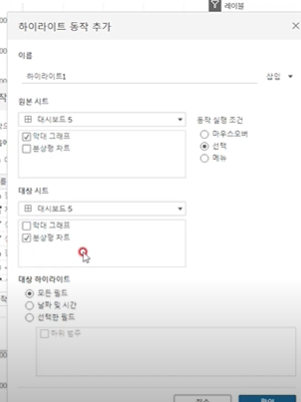 레이블
하이라이트 동작 추가
이름
하이라이트1
삽입
원본 시트
대시보드 5
막대 그래프
분산형 차트
동작 실행 조건
마우스오버
선택
메뉴
대상 시트
대시보드 5
막대 그래프
분산형 차트
대상 하이라이트
모든 필드
날짜 및 시간
선택한 필드
하위 범주
취소
확인